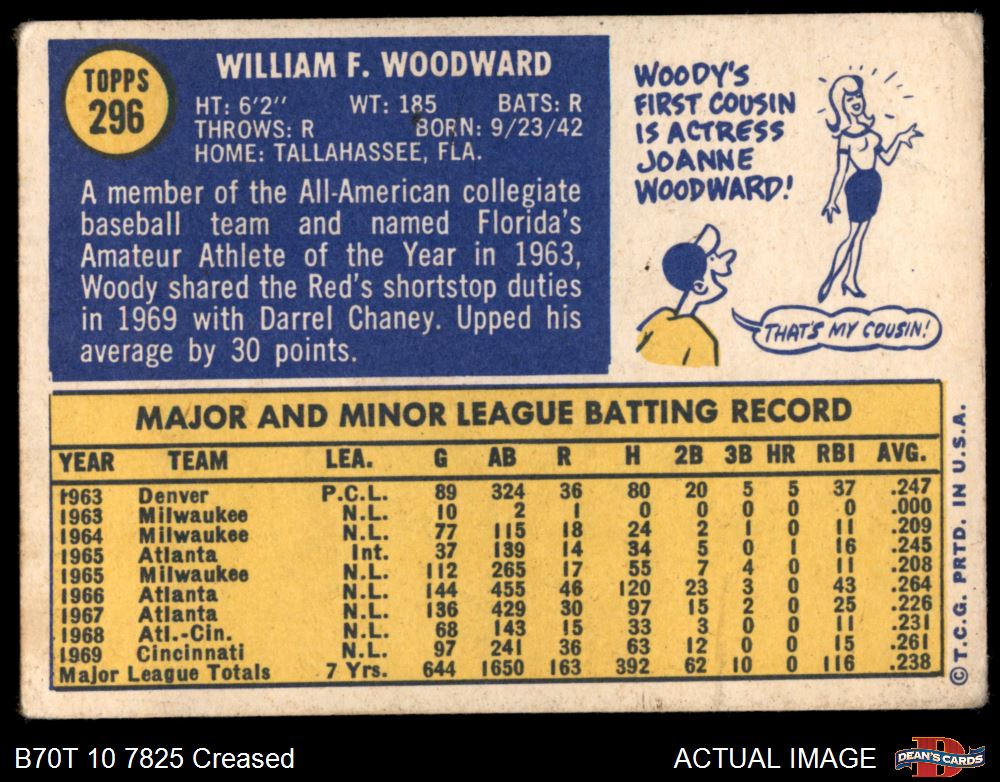 TOPPS
296
WILLIAM F. WOODWARD
HT: 6'2" WT: 185 BATS: R
THROWS: R BORN: 9/23/42
HOME: TALLAHASSEE, FLA.
A member of the All-American collegiate
baseball team and named Florida's
Amateur Athlete of the Year in 1963,
Woody shared the Red's shortstop duties
in 1969 with Darrel Chaney. Upped his
average by 30 points.
WOODY'S
FIRST COUSIN
IS ACTRESS
JOANNE
WOODWARD!
THAT'S MY COUSIN!
MAJOR AND MINOR LEAGUE BATTING RECORD
YEAR TEAM LEA. G AB R H 2B 3B HR RBI AVG.
1963 Denver P.C.L. 89 324 36 80 20 5 5 37 .247
1963 Milwaukee N.L. 10 2 1 0 0 0 0 0 .000
1964 Milwaukee N.L. 77 115 18 24 2 1 0 11 .209
1965 Atlanta Int. 37 139 14 34 5 0 1 16 .245
1965 Milwaukee N.L. 112 265 17 55 7 4 0 11 .208
1966 Atlanta N.L. 144 455 46 120 23 3 0 43 .264
1967 Atlanta N.L. 136 429 30 97 15 2 0 25 .226
1968 Atl.-Cin. N.L. 68 143 15 33 3 0 0 11 .231
1969 Cincinnati N.L. 97 241 36 63 12 0 0 15 .261
Major League Totals 7 Yrs. 644 1650 163 392 62 10 0 116 .238
© T.C.G. PRTD. IN U.S.A.
B70T 10 7825 Creased
ACTUAL IMAGE
D
DEAN'S CARDS